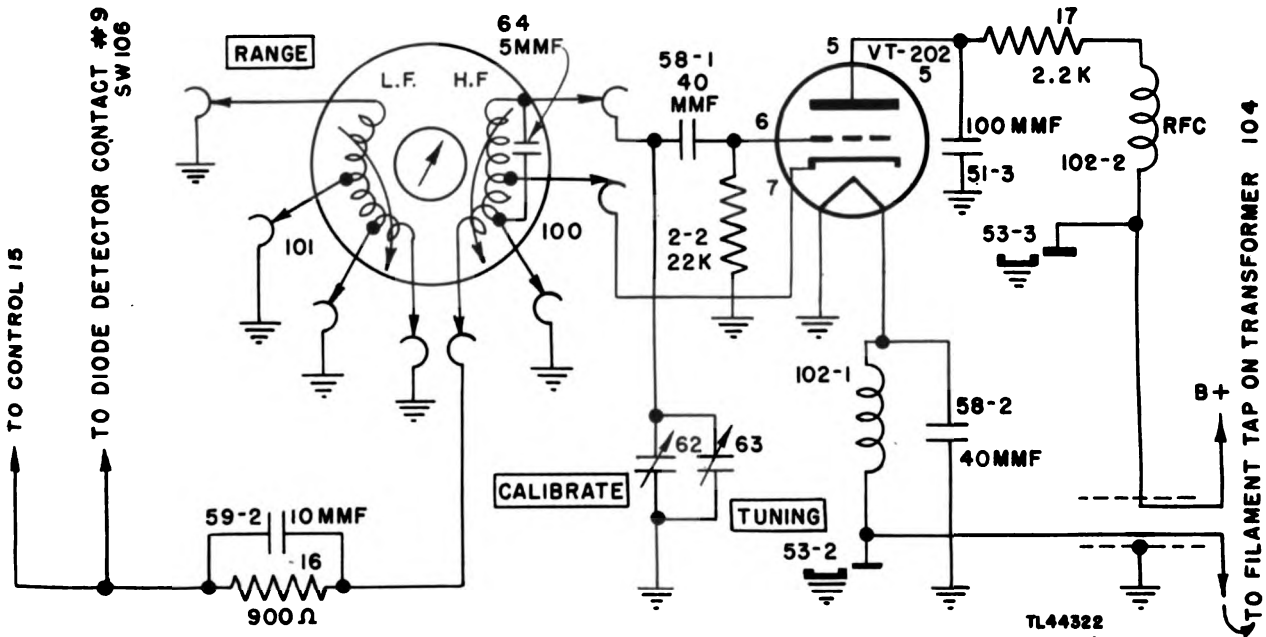 TO CONTROL 15
TO DIODE DETECTOR CONTACT #9
SW106
RANGE
L.F.
H.F
64
5MMF
101
100
58-1
40
MMF
6
7
5
VT-202
5
2-2
22K
17
2.2K
100 MMF
51-3
RFC
102-2
53-3
102-1
58-2
40MMF
62
63
CALIBRATE
TUNING
53-2
B+
59-2
10MMF
16
900Ω
TL44322
TO FILAMENT TAP ON TRANSFORMER 104